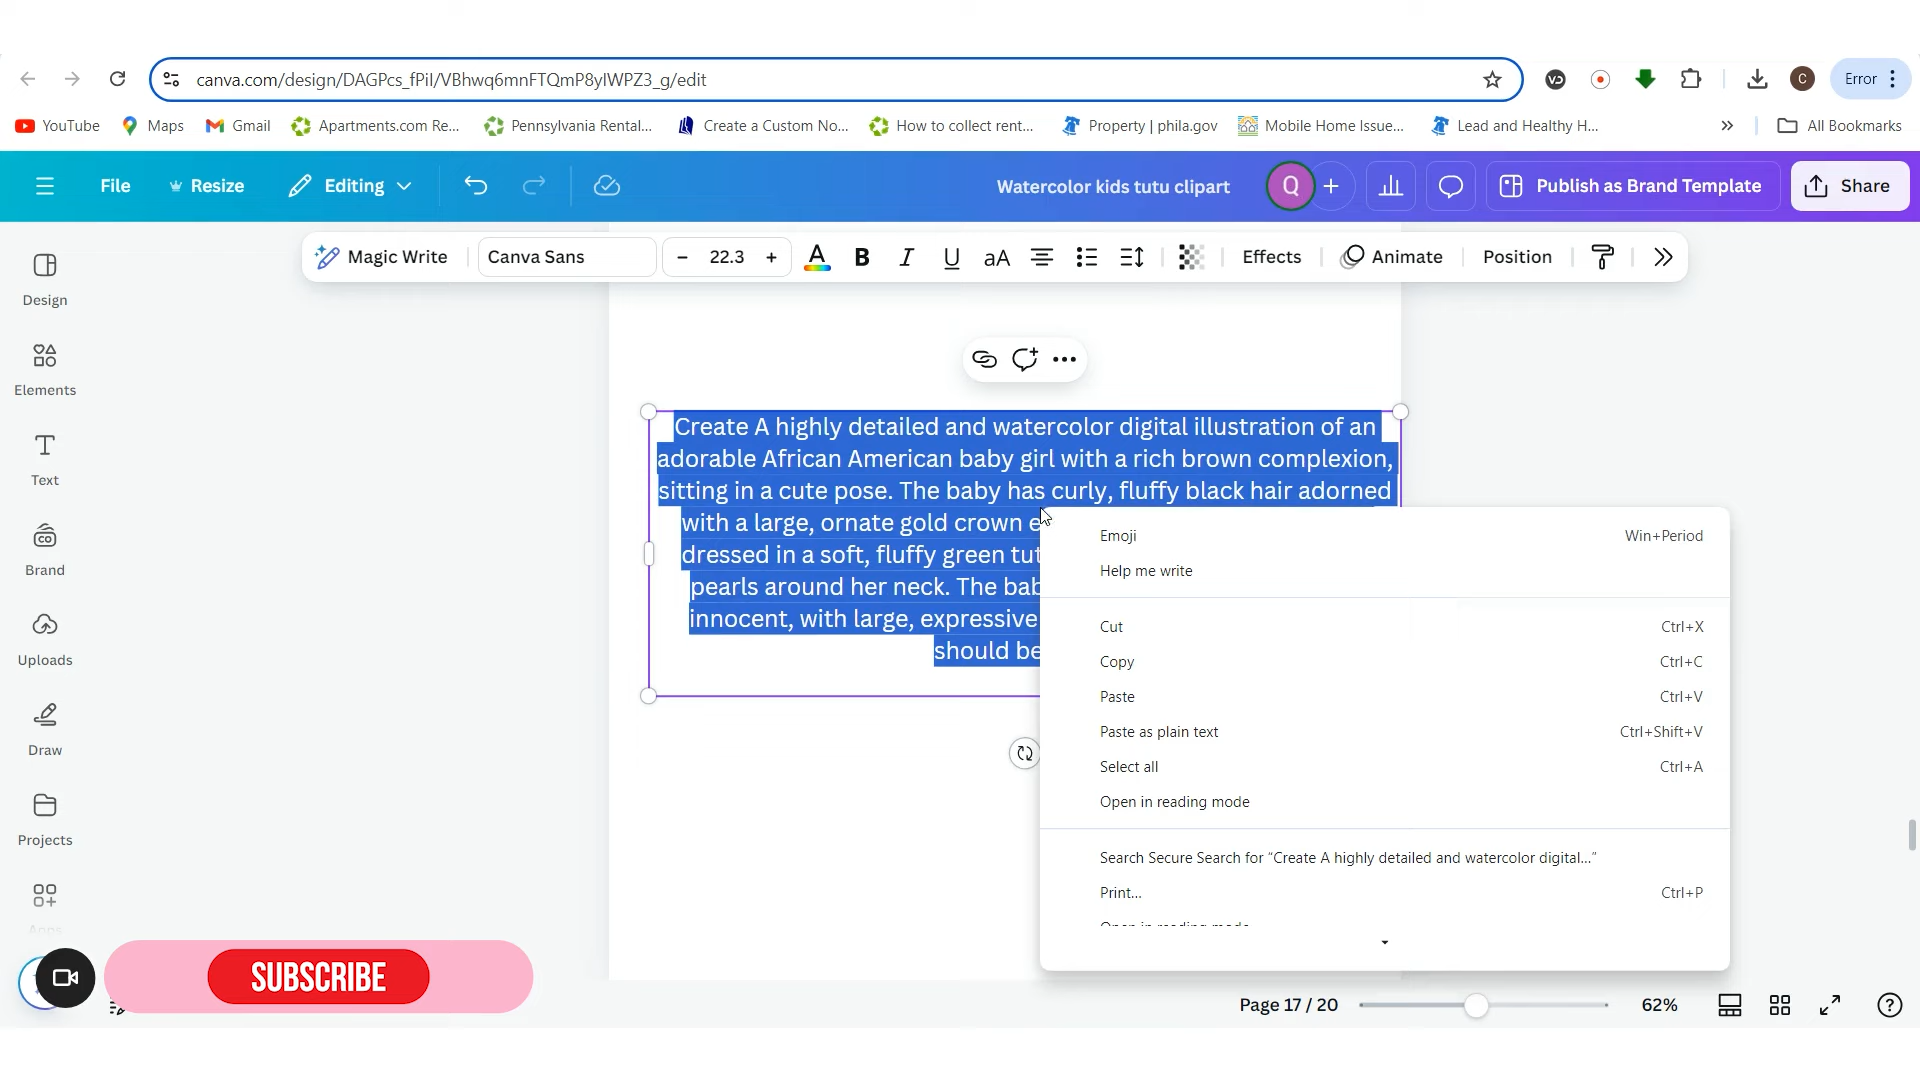 canva.com/design/DAGPcs_fPiI/VBhwq6mnFTQmP8yIWPZ3_g/edit
C
Error
YouTube
Maps
Gmail
Apartments.com Re...
Pennsylvania Rental...
Create a Custom No...
How to collect rent...
Property | phila.gov
Mobile Home Issue...
Lead and Healthy H...
All Bookmarks
File
Resize
Editing
Watercolor kids tutu clipart
Q
Publish as Brand Template
Share
Magic Write
Canva Sans
22.3
B
I
U
aA
Effects
Animate
Position
Design
Elements
Text
Brand
Uploads
Draw
Projects
Apps
Create A highly detailed and watercolor digital illustration of an
adorable African American baby girl with a rich brown complexion,
sitting in a cute pose. The baby has curly, fluffy black hair adorned
with a large, ornate gold crown
dressed in a soft, fluffy green
pearls around her neck. The
innocent, with large, expressive
should be
Emoji Win+Period
Help me write
Cut Ctrl+X
Copy Ctrl+C
Paste Ctrl+V
Paste as plain text Ctrl+Shift+V
Select all Ctrl+A
Open in reading mode
Search Secure Search for “Create A highly detailed and watercolor digital...”
Print... Ctrl+P
Open in reading mode
SUBSCRIBE
Page 17 / 20
62%